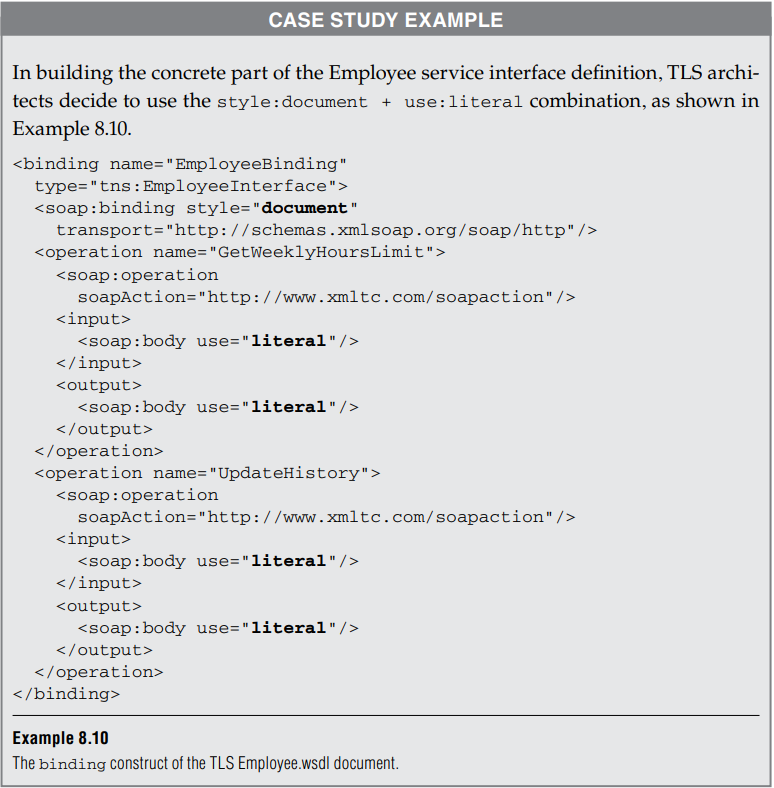 CASE STUDY EXAMPLE
In building the concrete part of the Employee service interface definition, TLS archi-
tects decide to use the style:document + use:literal combination, as shown in
Example 8.10.
<binding name="EmployeeBinding"
  type="tns:EmployeeInterface">
  <soap:binding style="document"
    transport="http://schemas.xmlsoap.org/soap/http"/>
  <operation name="GetWeeklyHoursLimit">
    <soap:operation
      soapAction="http://www.xmltc.com/soapaction"/>
    <input>
      <soap:body use="literal"/>
    </input>
    <output>
      <soap:body use="literal"/>
    </output>
  </operation>
  <operation name="UpdateHistory">
    <soap:operation
      soapAction="http://www.xmltc.com/soapaction"/>
    <input>
      <soap:body use="literal"/>
    </input>
    <output>
      <soap:body use="literal"/>
    </output>
  </operation>
</binding>
Example 8.10
The binding construct of the TLS Employee.wsdl document.